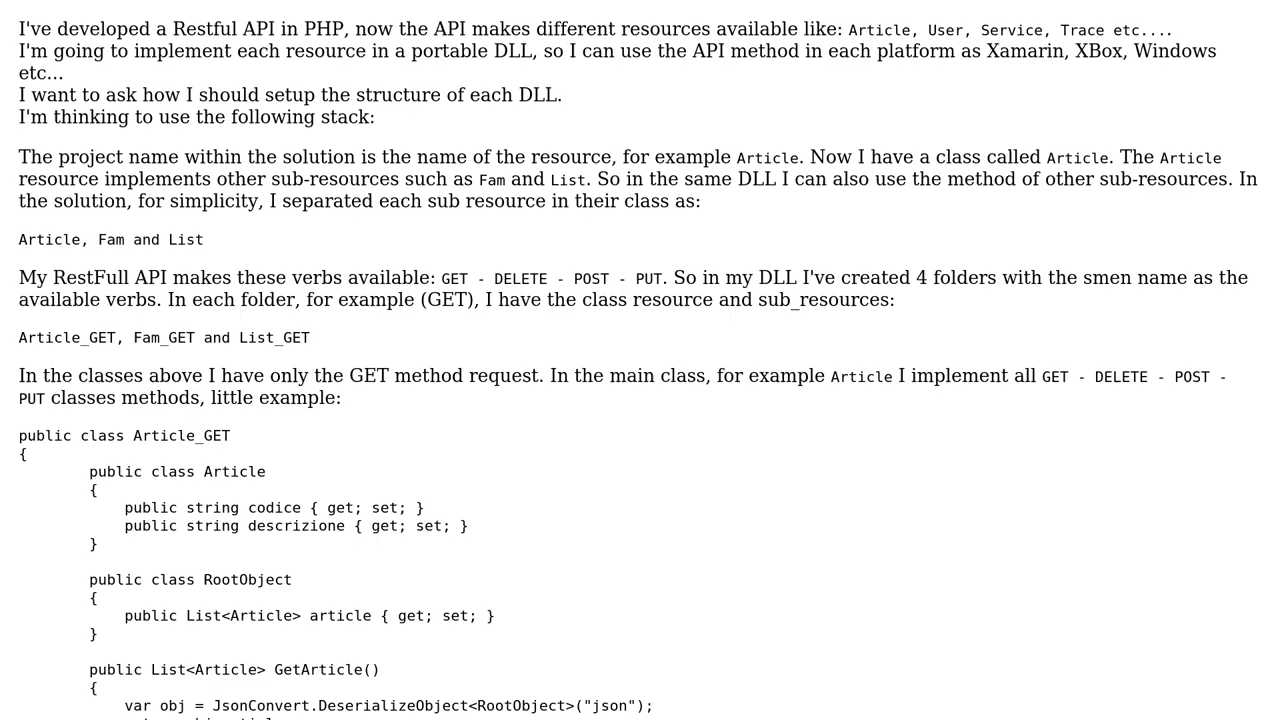 I've developed a Restful API in PHP, now the API makes different resources available like: Article, User, Service, Trace etc....
I'm going to implement each resource in a portable DLL, so I can use the API method in each platform as Xamarin, XBox, Windows
etc...
I want to ask how I should setup the structure of each DLL.
I'm thinking to use the following stack:
The project name within the solution is the name of the resource, for example Article. Now I have a class called Article. The Article
resource implements other sub-resources such as Fam and List. So in the same DLL I can also use the method of other sub-resources. In
the solution, for simplicity, I separated each sub resource in their class as:
Article, Fam and List
My RestFull API makes these verbs available: GET - DELETE - POST - PUT. So in my DLL I've created 4 folders with the smen name as the
available verbs. In each folder, for example (GET), I have the class resource and sub_resources:
Article_GET, Fam_GET and List_GET
In the classes above I have only the GET method request. In the main class, for example Article I implement all GET - DELETE - POST -
PUT classes methods, little example:
public class Article_GET
{
        public class Article
        {
            public string codice { get; set; }
            public string descrizione { get; set; }
        }
        public class RootObject
        {
            public List<Article> article { get; set; }
        }
        public List<Article> GetArticle()
        {
            var obj = JsonConvert.DeserializeObject<RootObject>("json");